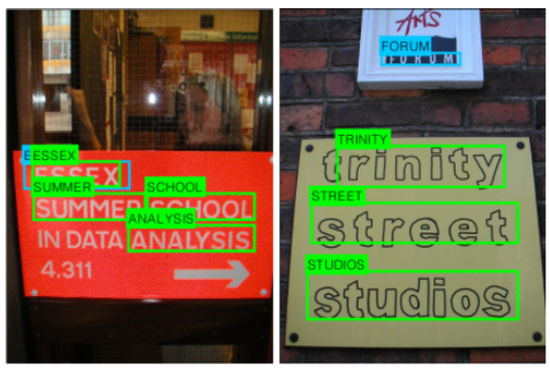 EESSEX
ESSEX
SUMMER SCHOOL
SUMMER SCHOOL
ANALYSIS
IN DATA ANALYSIS
4.311
ARTS
FORUM
FORUM
TRINITY
trinity
STREET
street
STUDIOS
studios